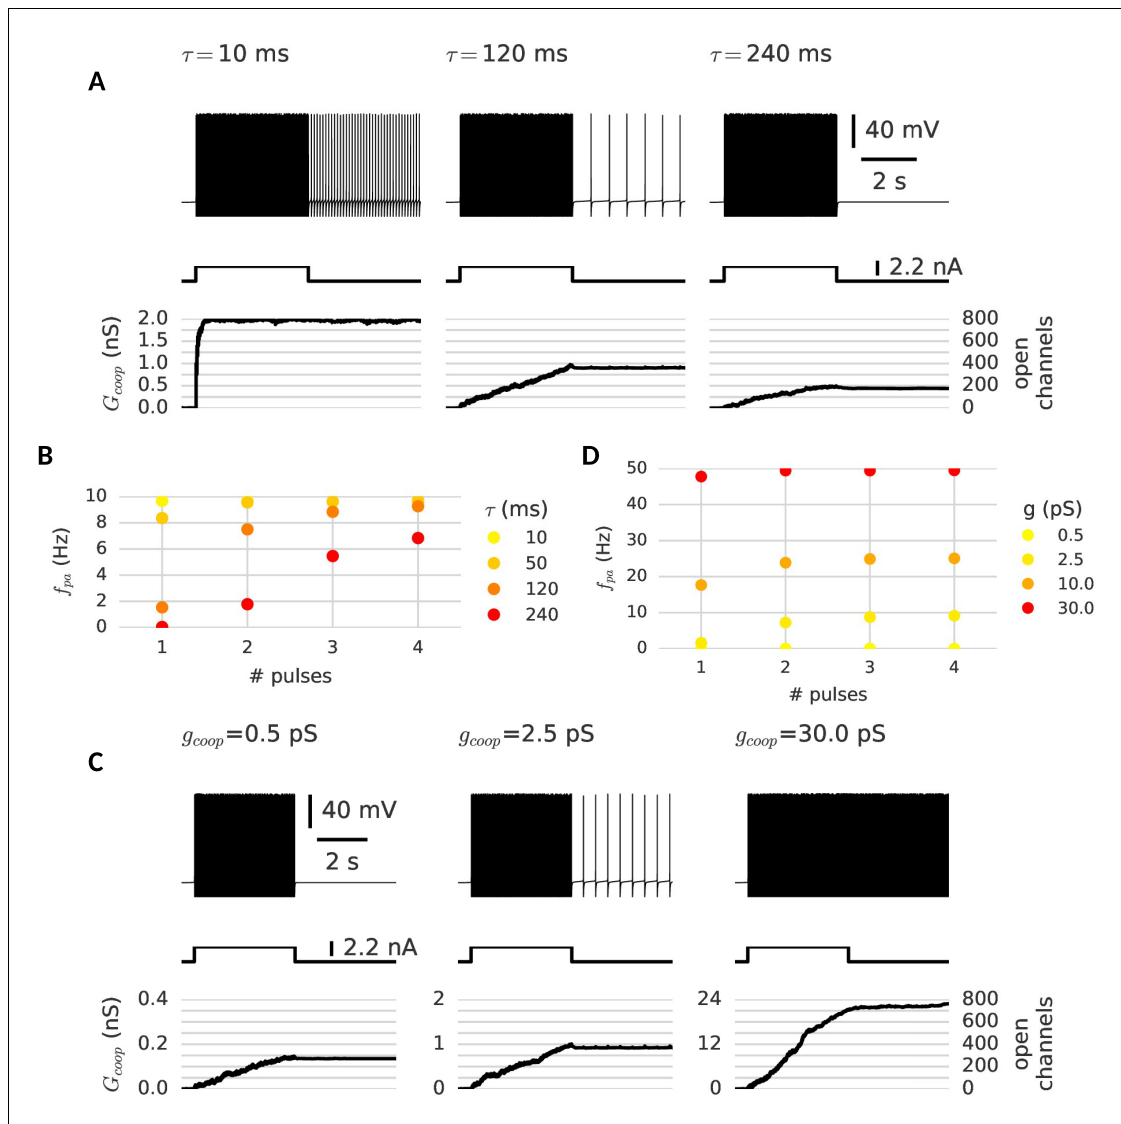 τ = 10 ms
τ = 120 ms
τ = 240 ms
A
40 mV
2 s
2.2 nA
G_coop (nS)
2.0
1.5
1.0
0.5
0.0
800
600
400
200
0
open
channels
B
f_pa (Hz)
10
8
6
4
2
0
1 2 3 4
# pulses
τ (ms)
10
50
120
240
D
f_pa (Hz)
50
40
30
20
10
0
1 2 3 4
# pulses
g (pS)
0.5
2.5
10.0
30.0
C
g_coop=0.5 pS
g_coop=2.5 pS
g_coop=30.0 pS
40 mV
2 s
2.2 nA
G_coop (nS)
0.4
0.2
0.0
2
1
0
24
12
0
800
600
400
200
0
open
channels